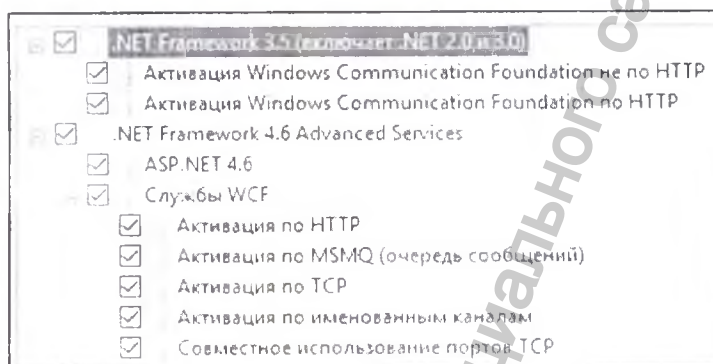 .NET Framework 3.5 (включает .NET 2.0 и 3.0)
Активация Windows Communication Foundation не по HTTP
Активация Windows Communication Foundation по HTTP
.NET Framework 4.6 Advanced Services
ASP.NET 4.6
Службы WCF
Активация по HTTP
Активация по MSMQ (очередь сообщений)
Активация по TCP
Активация по именованным каналам
Совместное использование портов TCP